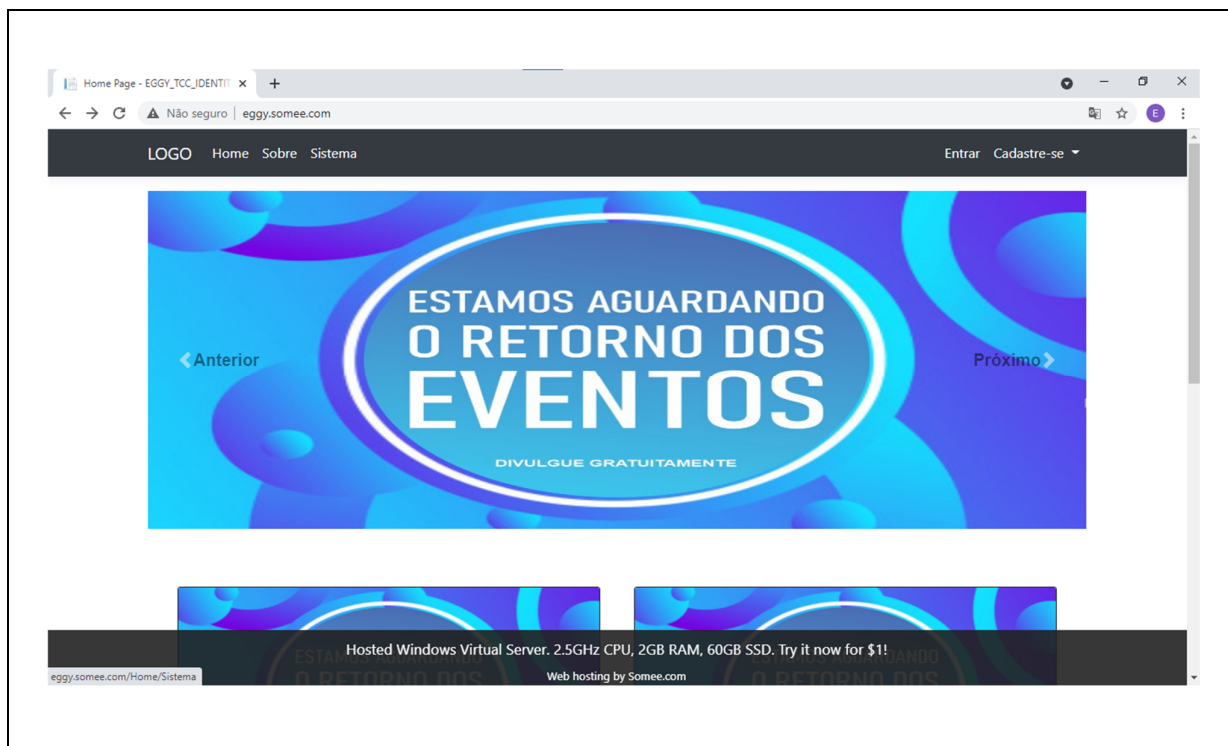 Home Page - EGGY_TCC_IDENTIT
Não seguro | eggy.somee.com
E
LOGO Home Sobre Sistema Entrar Cadastre-se
ESTAMOS AGUARDANDO
O RETORNO DOS
EVENTOS
Anterior
Próximo
DIVULGUE GRATUITAMENTE
Hosted Windows Virtual Server. 2.5GHz CPU, 2GB RAM, 60GB SSD. Try it now for $1!
ESTAMOS AGUARDANDO
O RETORNO DOS
ESTAMOS AGUARDANDO
O RETORNO DOS
Web hosting by Somee.com
eggy.somee.com/Home/Sistema